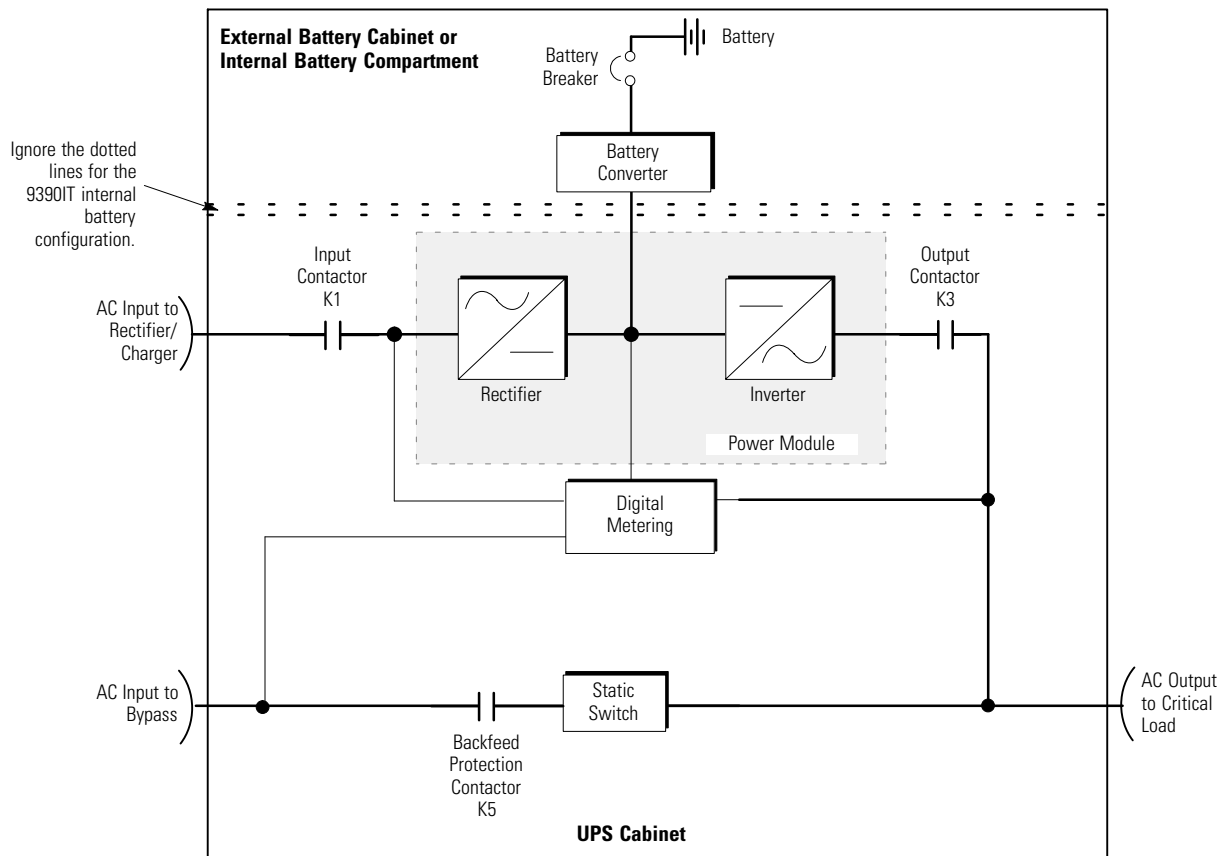 External Battery Cabinet or
Internal Battery Compartment
Battery
Battery
Breaker
Battery
Converter
Ignore the dotted
lines for the
9390IT internal
battery
configuration.
Input
Contactor
K1
Output
Contactor
K3
AC Input to
Rectifier/
Charger
Rectifier
Inverter
Power Module
Digital
Metering
AC Input to
Bypass
Static
Switch
AC Output
to Critical
Load
Backfeed
Protection
Contactor
K5
UPS Cabinet